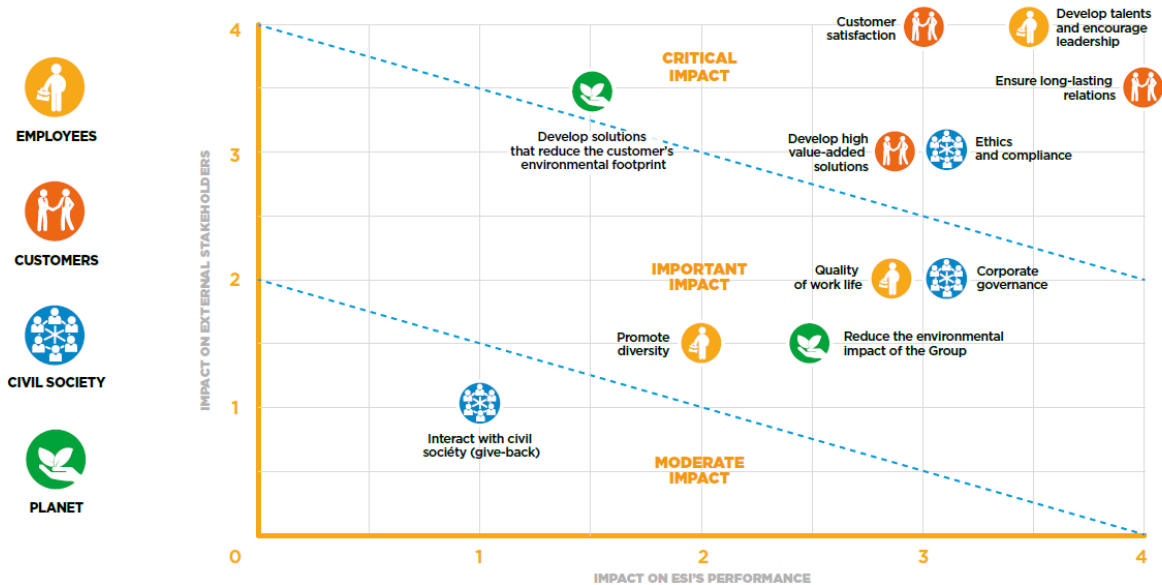 EMPLOYEES
CUSTOMERS
CIVIL SOCIETY
PLANET
IMPACT ON EXTERNAL STAKEHOLDERS
4
3
2
1
0
1
2
3
4
IMPACT ON ESI'S PERFORMANCE
CRITICAL
IMPACT
Customer
satisfaction
Develop talents
and encourage
leadership
Ensure long-lasting
relations
Develop solutions
that reduce the customer's
environmental footprint
Develop high
value-added
solutions
Ethics
and compliance
IMPORTANT
IMPACT
Quality
of work life
Corporate
governance
Promote
diversity
Reduce the environmental
impact of the Group
Interact with civil
société (give-back)
MODERATE
IMPACT